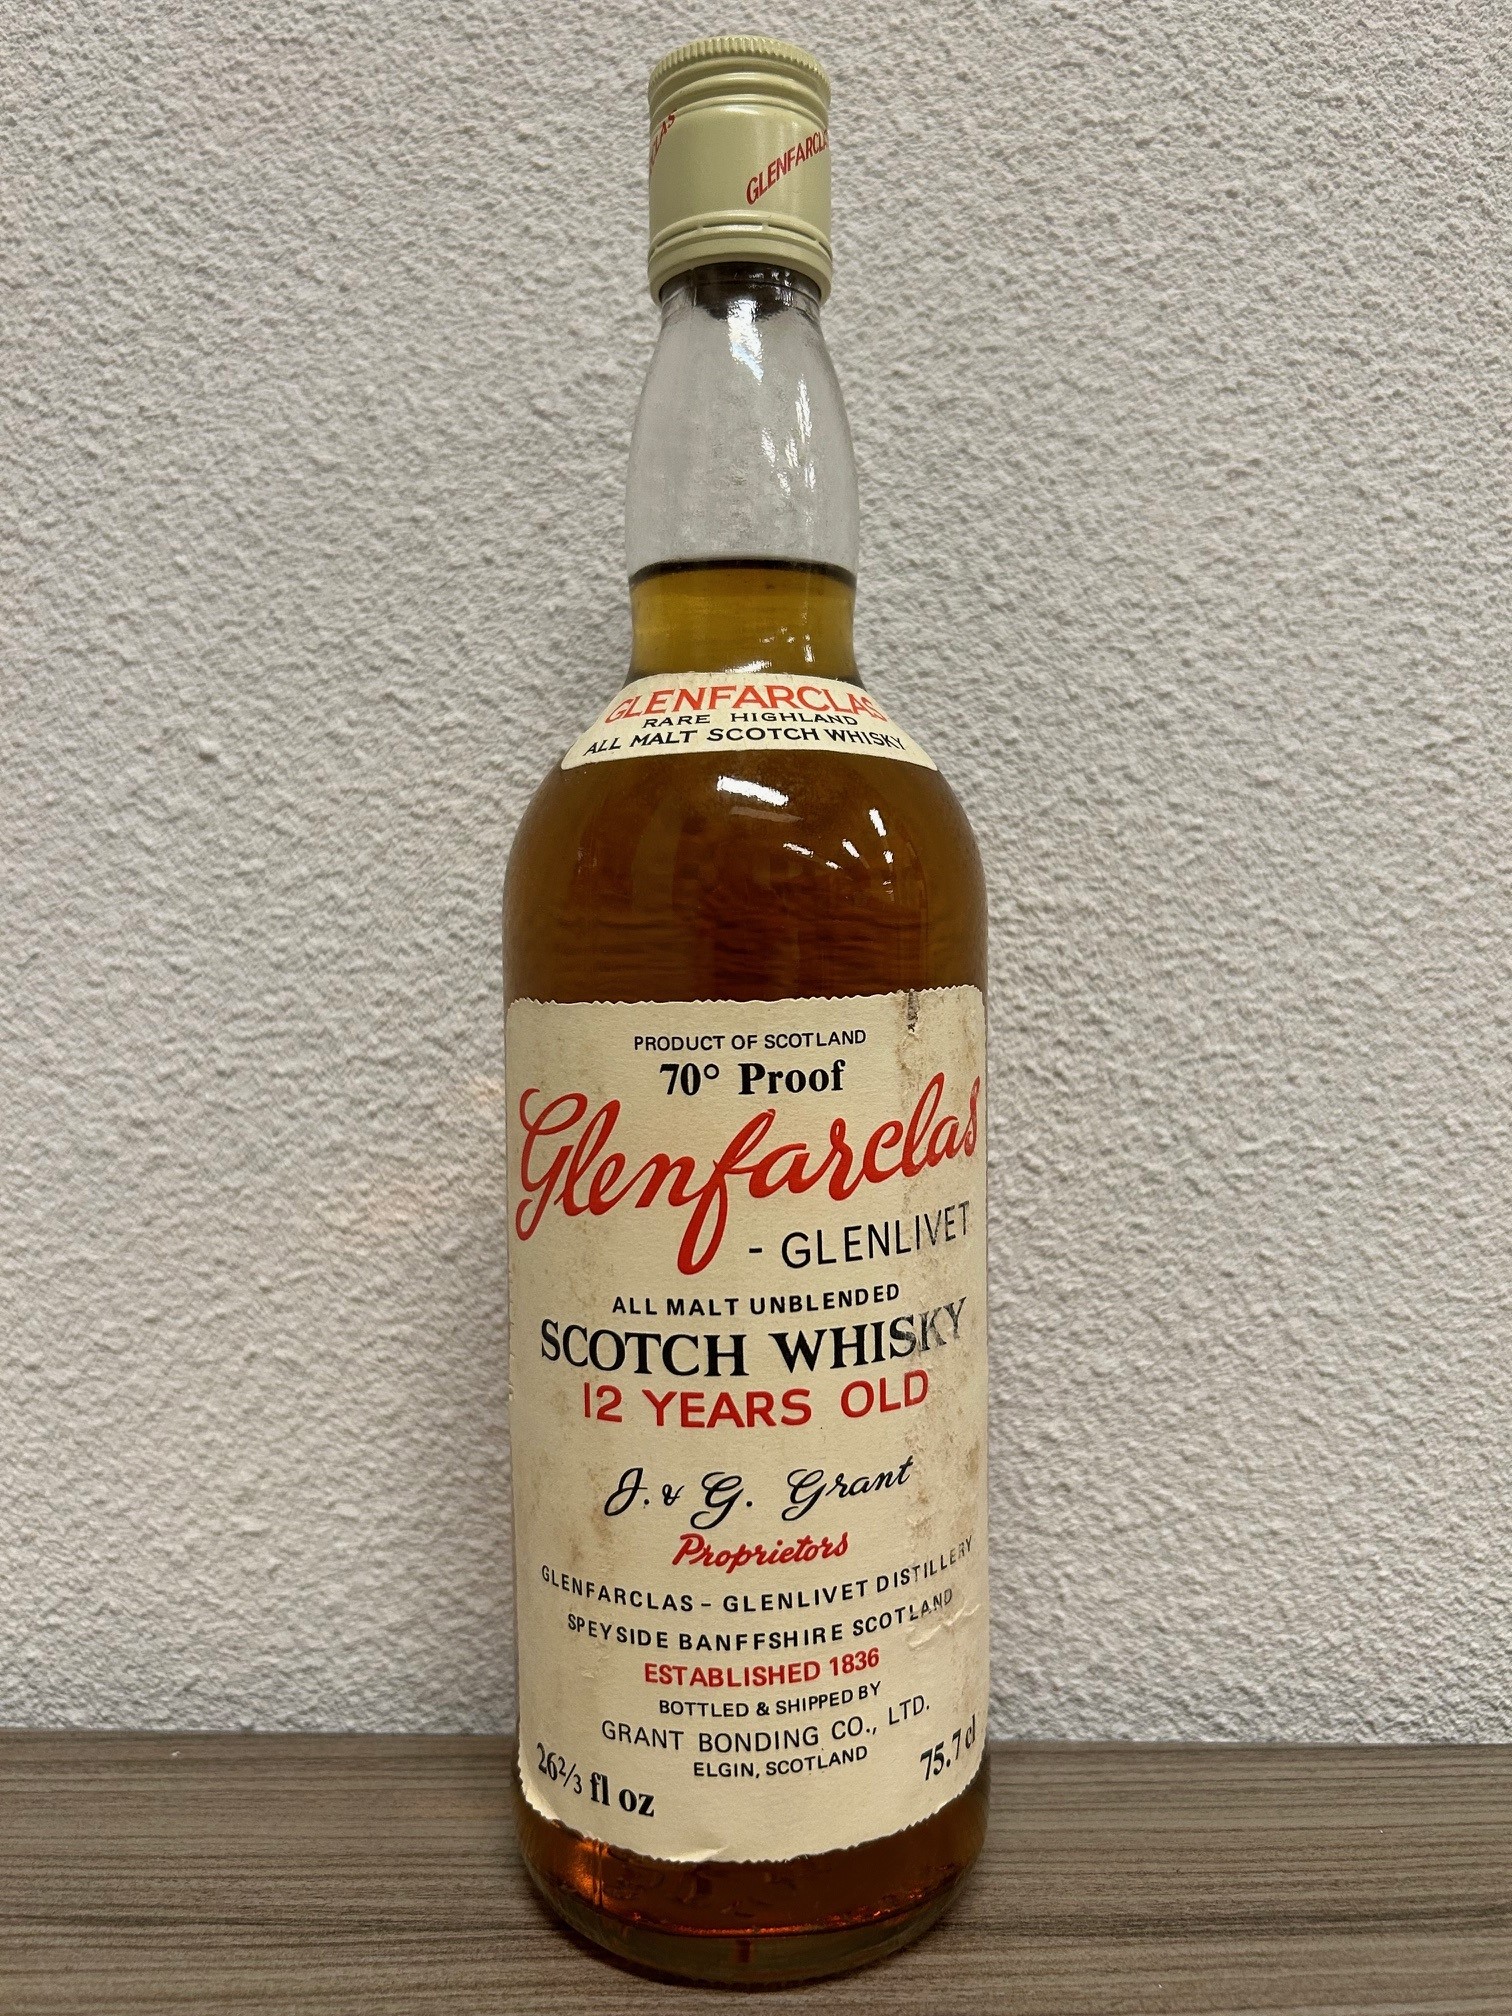 GLENFARCLAS
GLENFARCLAS
RARE HIGHLAND
ALL MALT SCOTCH WHISKY
PRODUCT OF SCOTLAND
70° Proof
Glenfarclas
- GLENLIVET
ALL MALT UNBLENDED
SCOTCH WHISKY
12 YEARS OLD
J. & G. Grant
Proprietors
GLENFARCLAS - GLENLIVET DISTILLERY
SPEYSIDE BANFFSHIRE SCOTLAND
ESTABLISHED 1836
BOTTLED & SHIPPED BY
GRANT BONDING CO., LTD.
ELGIN, SCOTLAND
26⅔ fl oz
75.7 cl